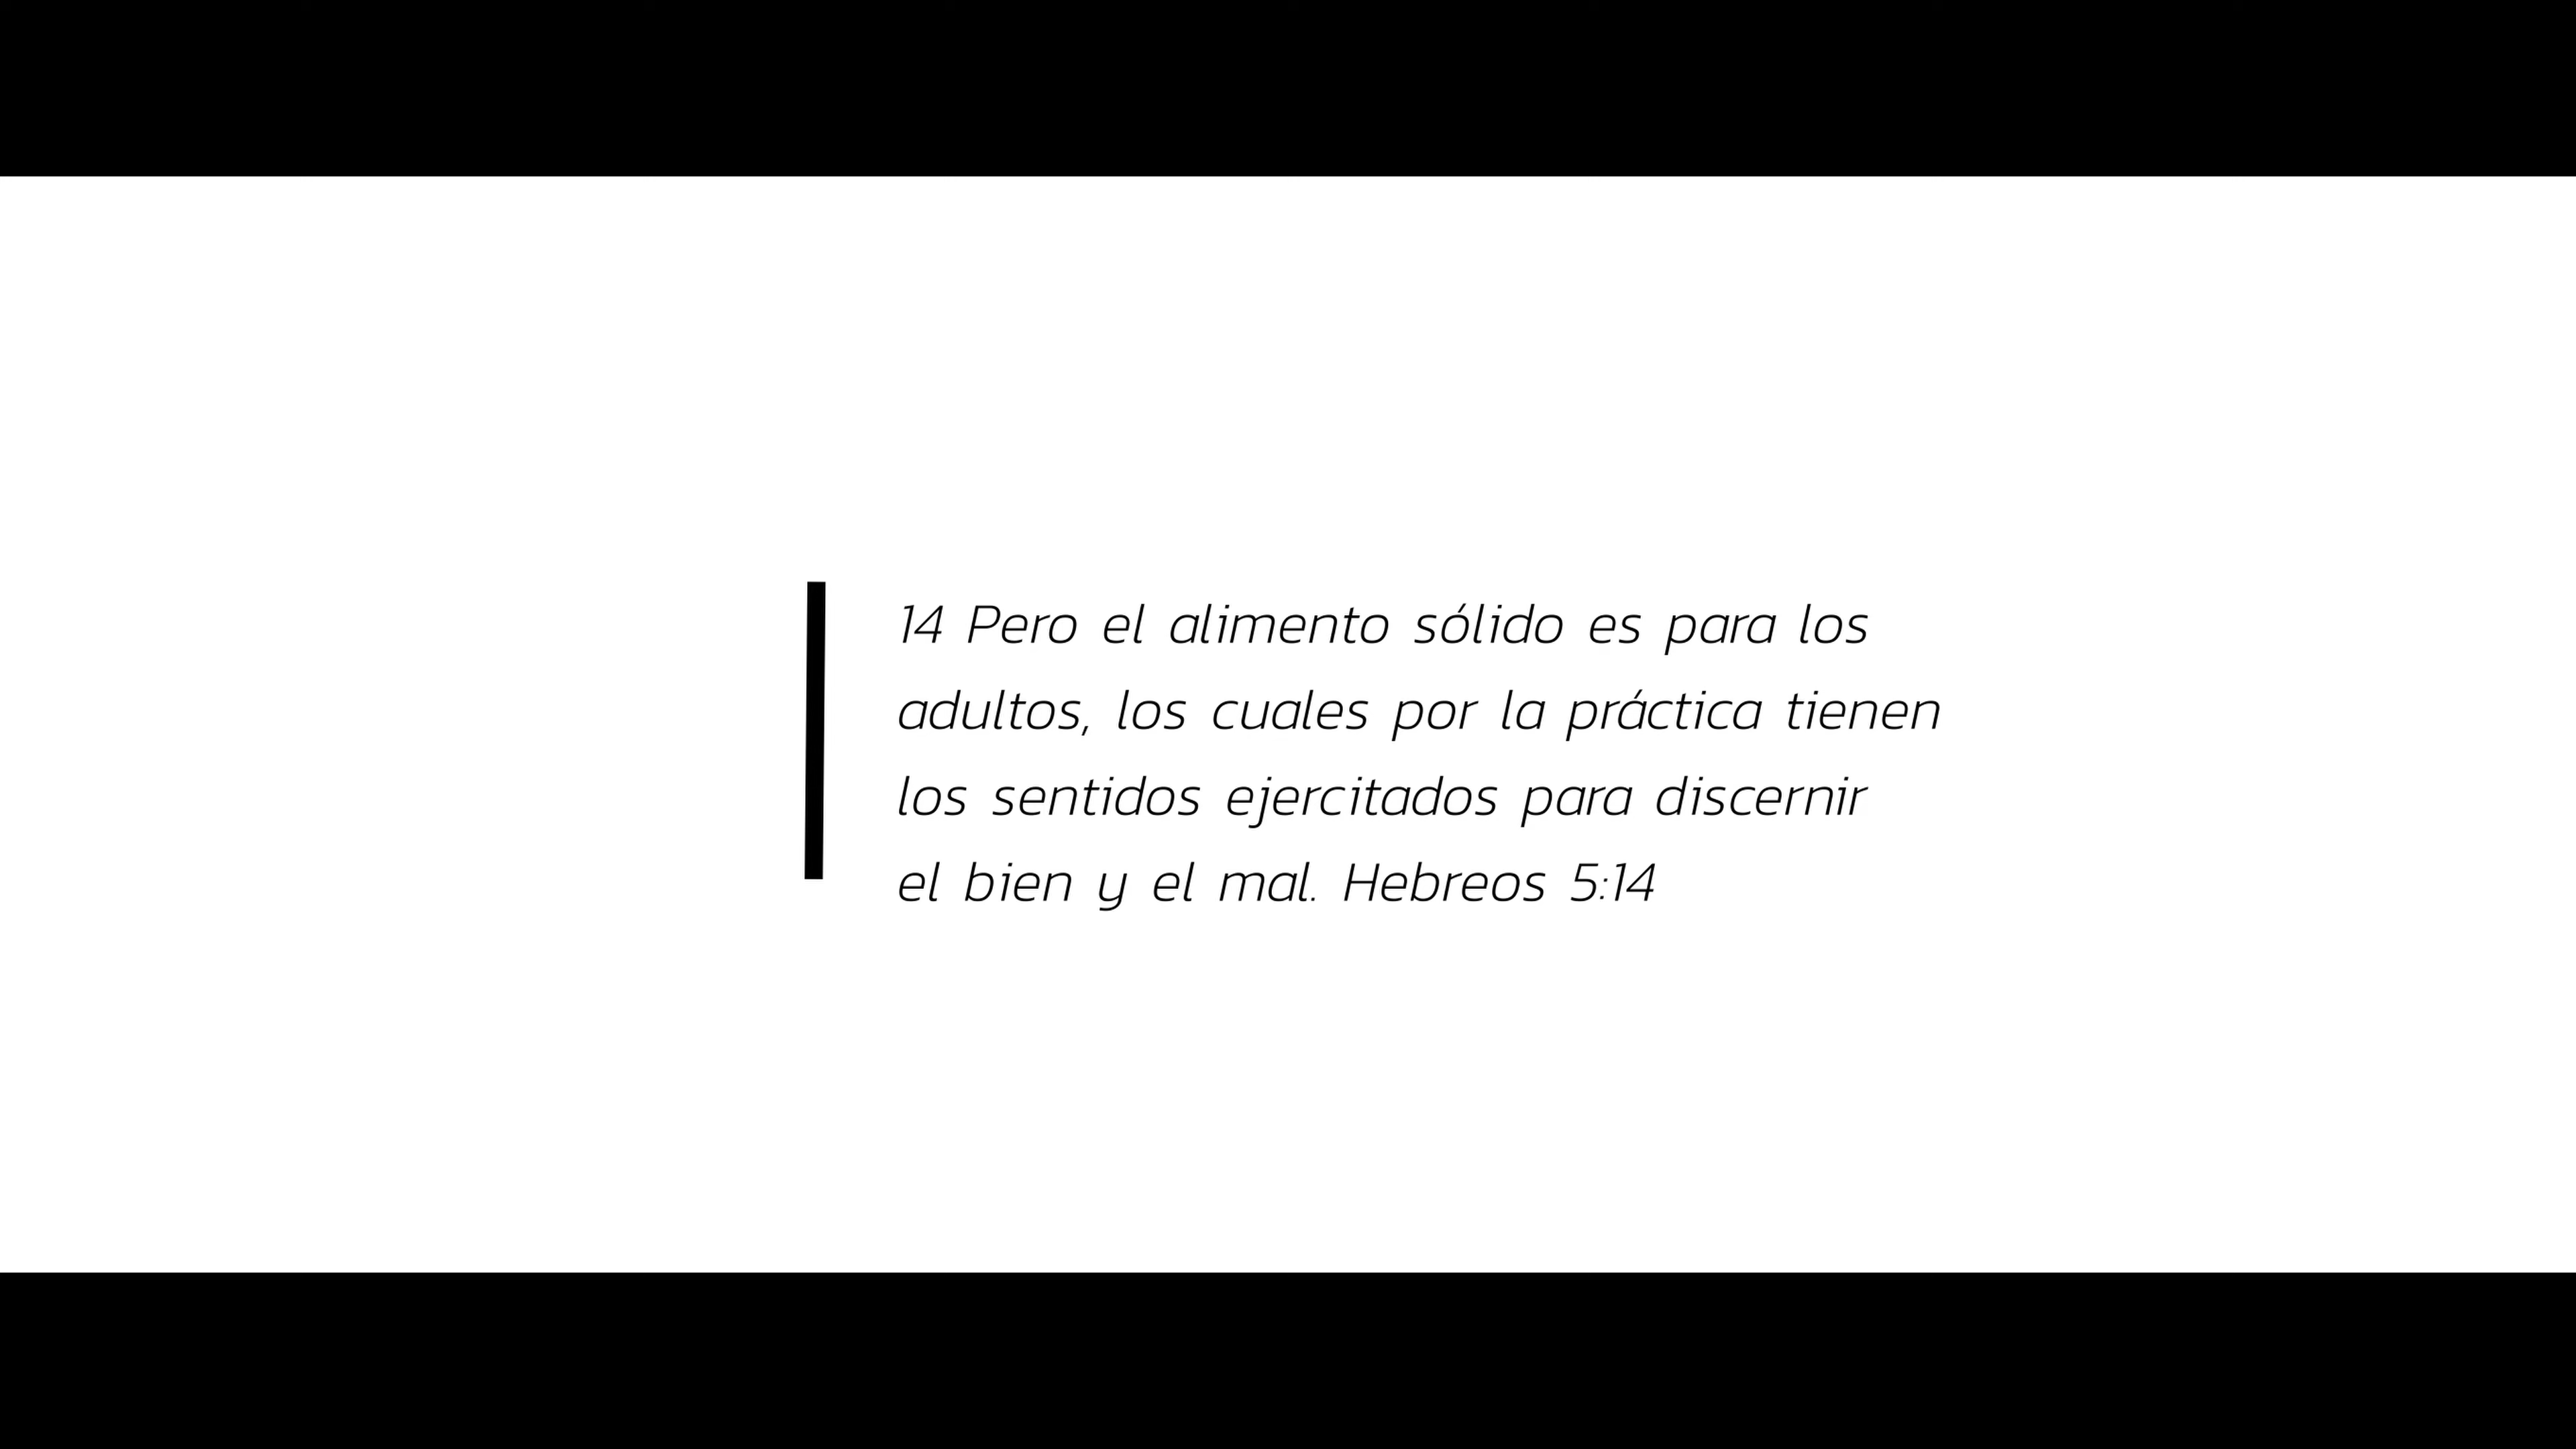 14 Pero el alimento sólido es para los
adultos, los cuales por la práctica tienen
los sentidos ejercitados para discernir
el bien y el mal. Hebreos 5:14